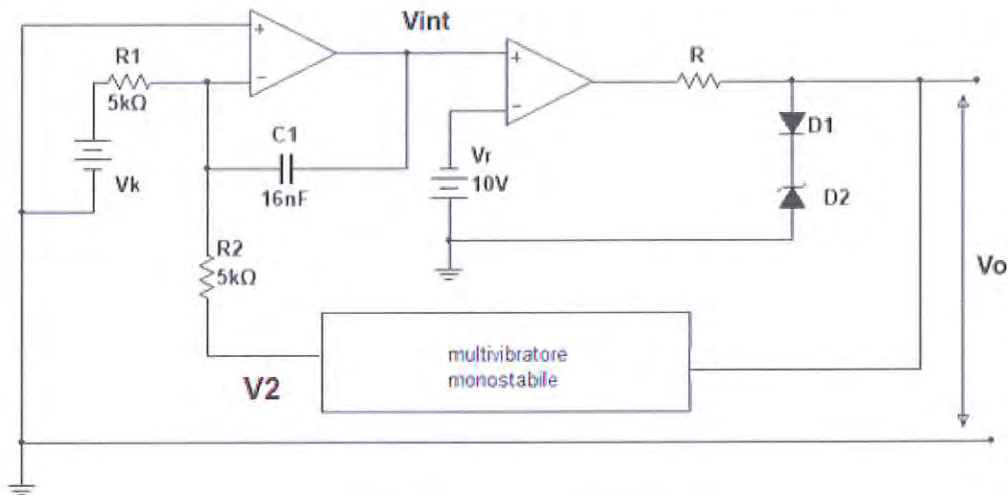 Vint
R1
5kΩ
R
C1
16nF
Vk
Vr
10V
D1
D2
R2
5kΩ
Vo
multivibratore
monostabile
V2